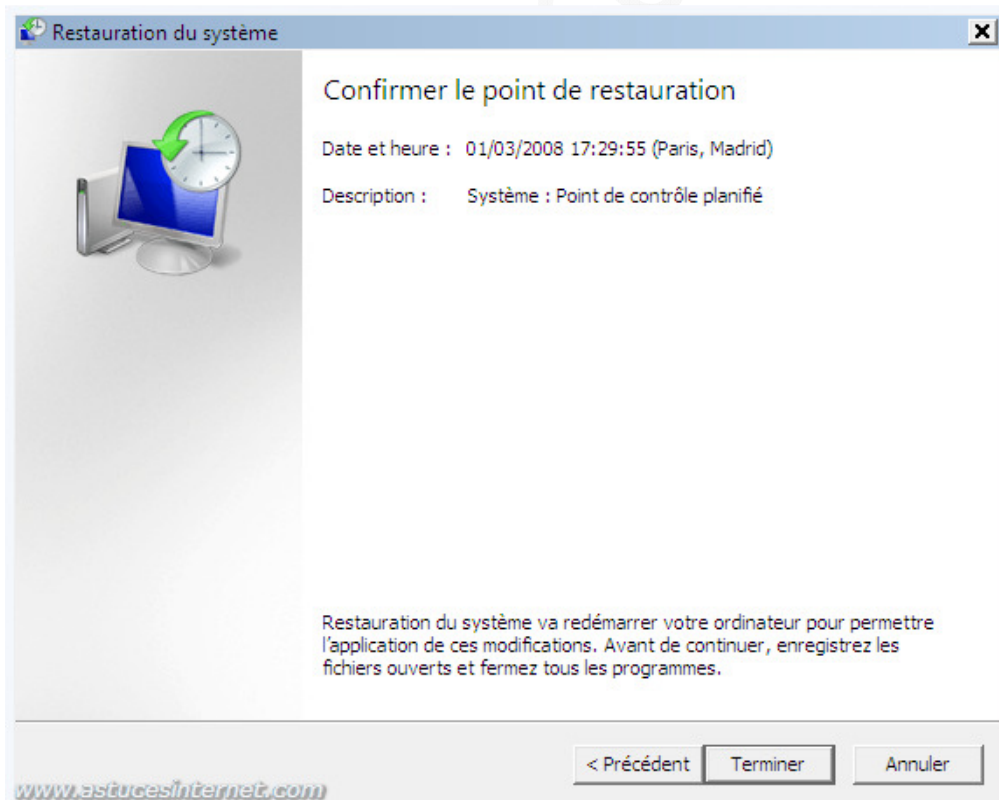 Restauration du système
Confirmer le point de restauration
Date et heure : 01/03/2008 17:29:55 (Paris, Madrid)
Description : Système : Point de contrôle planifié
Restauration du système va redémarrer votre ordinateur pour permettre
l'application de ces modifications. Avant de continuer, enregistrez les
fichiers ouverts et fermez tous les programmes.
< Précédent Terminer Annuler
www.astucesinternet.com